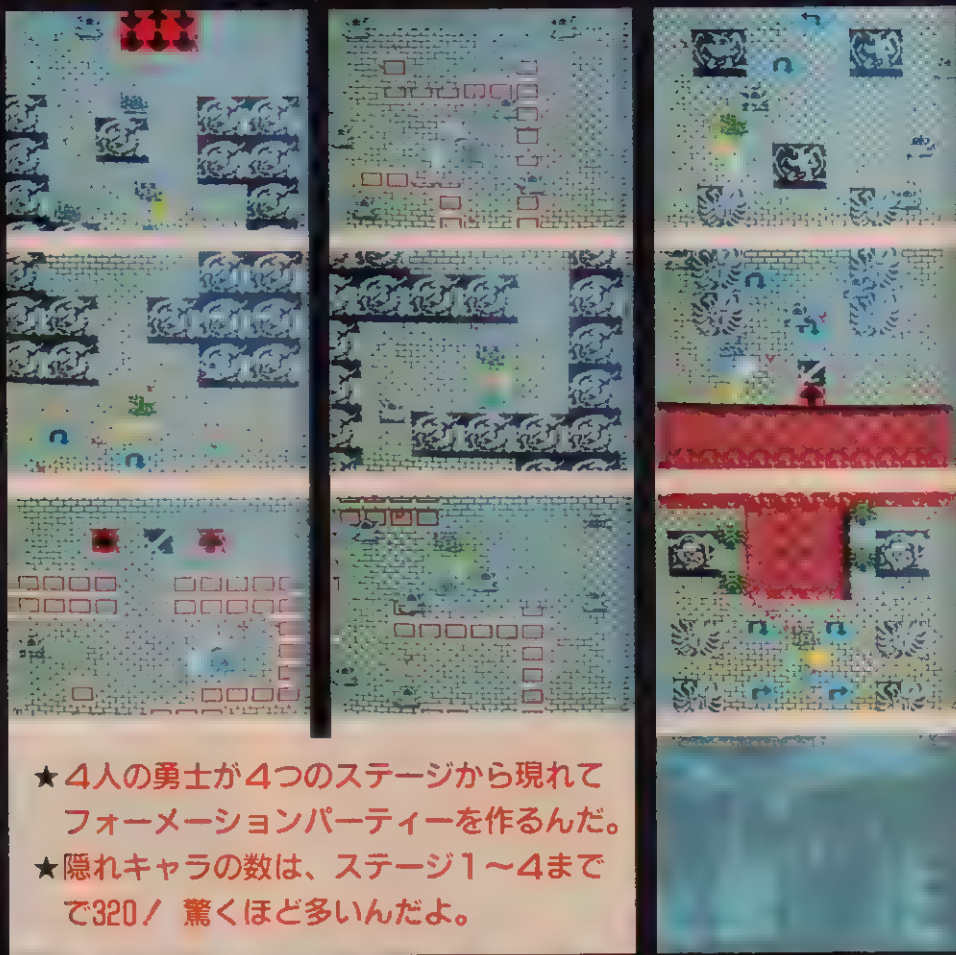 ★4人の勇士が4つのステージから現れて
フォーメーションパーティーを作るんだ。
★隠れキャラの数は、ステージ1〜4まで
で320! 驚くほど多いんだよ。